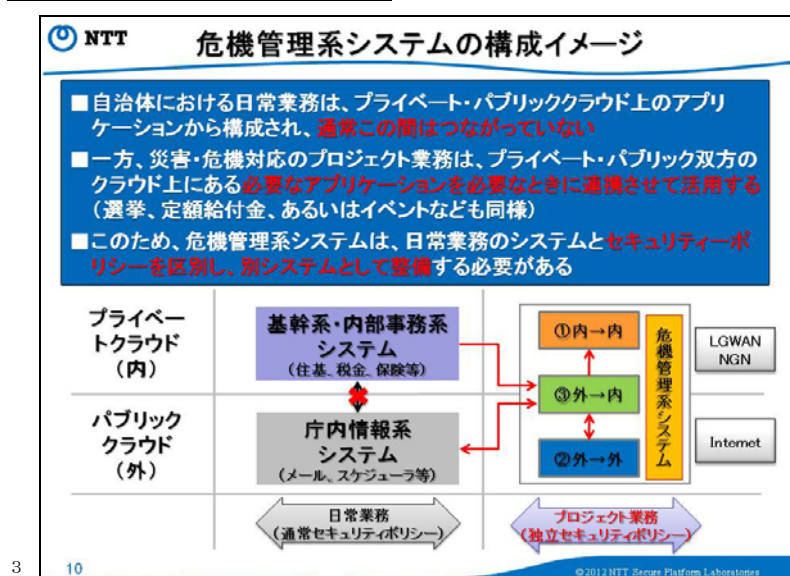 NTT
危機管理系システムの構成イメージ
■自治体における日常業務は、プライベート・パブリッククラウド上のアプリ
ケーションから構成され、通常この間はつながっていない
■一方、災害・危機対応のプロジェクト業務は、プライベート・パブリック双方の
クラウド上にある必要なアプリケーションを必要なときに連携させて活用する
（選挙、定額給付金、あるいはイベントなども同様）
■このため、危機管理系システムは、日常業務のシステムとセキュリティーポ
リシーを区別し、別システムとして整備する必要がある
プライベー
トクラウド
（内）
基幹系・内部事務系
システム
（住基、税金、保険等）
①内→内
③外→内
②外→外
危機管理系システム
LGWAN
NGN
パブリック
クラウド
（外）
庁内情報系
システム
（メール、スケジューラ等）
Internet
日常業務
（通常セキュリティポリシー）
プロジェクト業務
（独立セキュリティポリシー）
3
10
©2012 NTT Secure Platform Laboratories